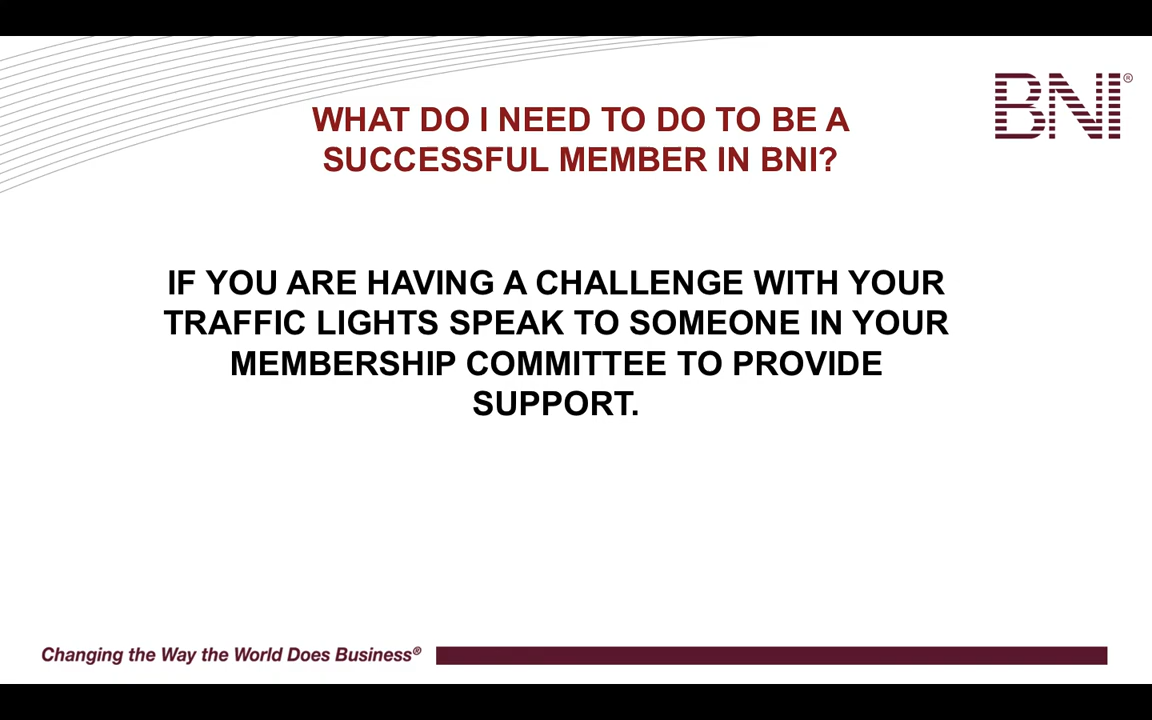 BNI®
WHAT DO I NEED TO DO TO BE A
SUCCESSFUL MEMBER IN BNI?
IF YOU ARE HAVING A CHALLENGE WITH YOUR
TRAFFIC LIGHTS SPEAK TO SOMEONE IN YOUR
MEMBERSHIP COMMITTEE TO PROVIDE
SUPPORT.
Changing the Way the World Does Business®